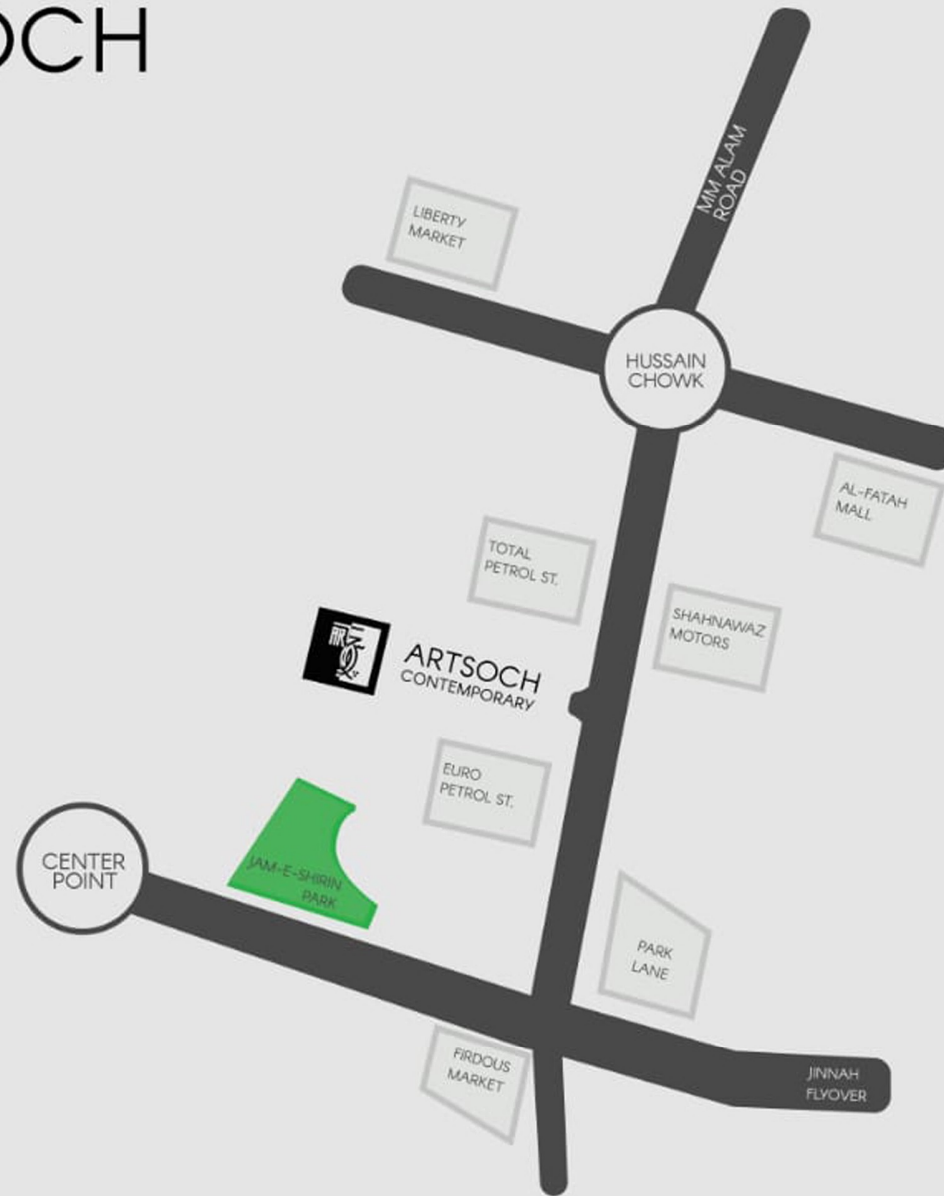 OCH
MM ALAM
ROAD
LIBERTY
MARKET
HUSSAIN
CHOWK
AL-FATAH
MALL
TOTAL
PETROL ST.
SHAHNAWAZ
MOTORS
ARTSOCH
CONTEMPORARY
EURO
PETROL ST.
CENTER
POINT
JAM-E-SHIRIN
PARK
PARK
LANE
FIRDOUS
MARKET
JINNAH
FLYOVER